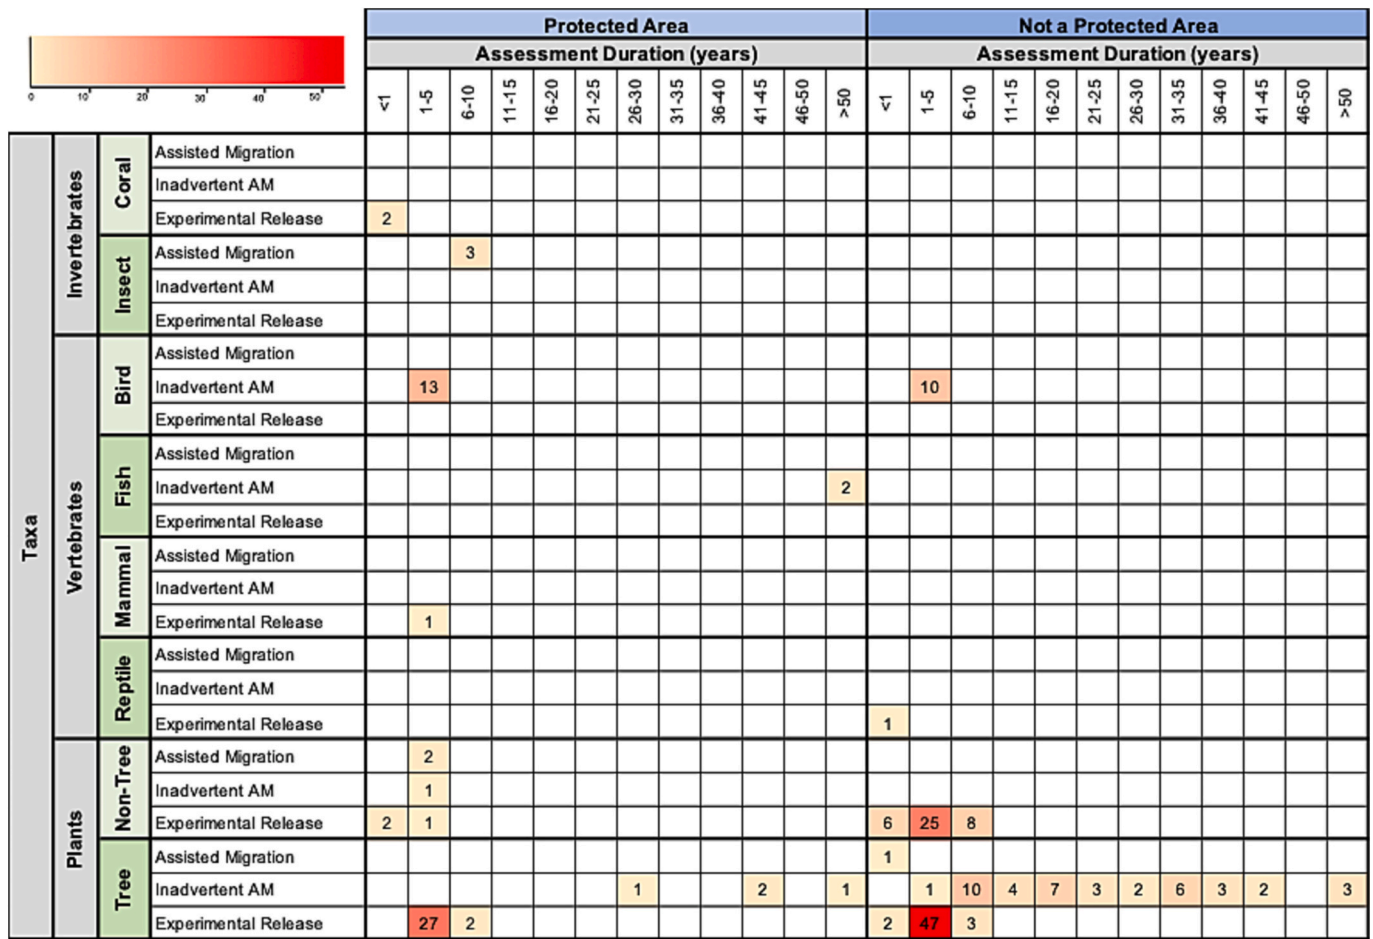 Protected Area Not a Protected Area
Assessment Duration (years) Assessment Duration (years)
0 10 20 30 40 50
<1 1-5 6-10 11-15 16-20 21-25 26-30 31-35 36-40 41-45 46-50 >50 <1 1-5 6-10 11-15 16-20 21-25 26-30 31-35 36-40 41-45 46-50 >50
Taxa
Invertebrates
Coral
Assisted Migration
Inadvertent AM
Experimental Release 2
Insect
Assisted Migration 3
Inadvertent AM
Experimental Release
Vertebrates
Bird
Assisted Migration
Inadvertent AM 13 10
Experimental Release
Fish
Assisted Migration
Inadvertent AM 2
Experimental Release
Mammal
Assisted Migration
Inadvertent AM
Experimental Release 1
Reptile
Assisted Migration
Inadvertent AM
Experimental Release 1
Plants
Non-Tree
Assisted Migration 2
Inadvertent AM 1
Experimental Release 2 1 6 25 8
Tree
Assisted Migration 1
Inadvertent AM 1 2 1 1 10 4 7 3 2 6 3 2 3
Experimental Release 27 2 2 47 3